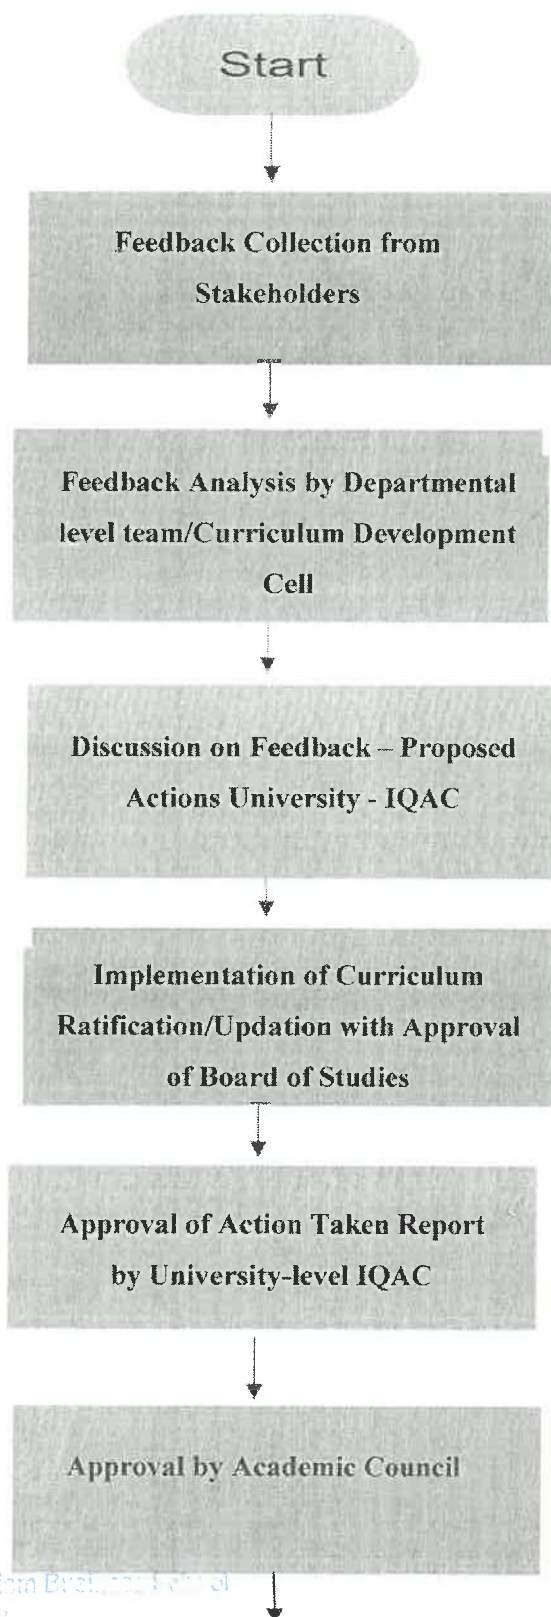 Start
Feedback Collection from
Stakeholders
Feedback Analysis by Departmental
level team/Curriculum Development
Cell
Discussion on Feedback – Proposed
Actions University - IQAC
Implementation of Curriculum
Ratification/Updation with Approval
of Board of Studies
Approval of Action Taken Report
by University-level IQAC
Approval by Academic Council